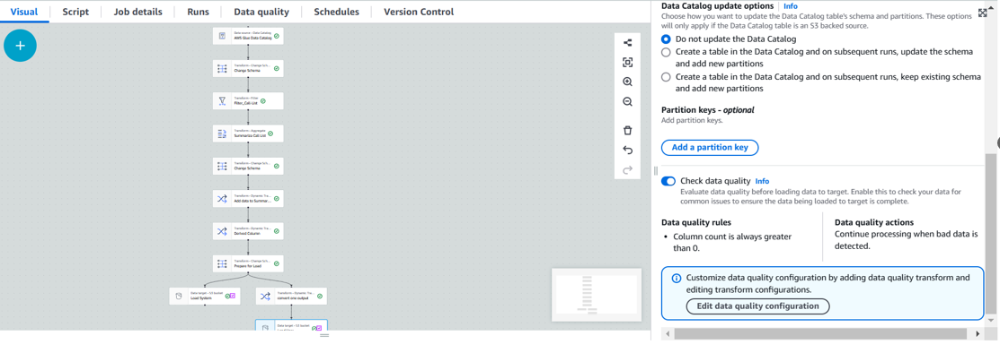 Visual
Script
Job details
Runs
Data quality
Schedules
Version Control
Data source - Data Catalog
AWS Glue Data Catalog
Transform - Change Sch...
Change Schema
Transform - Filter
Filter_Call List
Transform - Aggregate
Summarize Call List
Transform - Change Sch...
Change Schema
Transform - Dynamic Tra...
Add date to Summar...
Transform - Dynamic Tra...
Derived Column
Transform - Change Sch...
Prepare for Load
Data target - S3 bucket
Load System
Transform - Dynamic Tra...
convert one output
Data target - S3 bucket
Data Catalog update options
Info
Choose how you want to update the Data Catalog table's schema and partitions. These options
will only apply if the Data Catalog table is an S3 backed source.
Do not update the Data Catalog
Create a table in the Data Catalog and on subsequent runs, update the schema
and add new partitions
Create a table in the Data Catalog and on subsequent runs, keep existing schema
and add new partitions
Partition keys - optional
Add partition keys.
Add a partition key
Check data quality Info
Evaluate data quality before loading data to target. Enable this to check your data for
common issues to ensure the data being loaded to target is complete.
Data quality rules
• Column count is always greater
than 0.
Data quality actions
Continue processing when bad data is
detected.
Customize data quality configuration by adding data quality transform and
editing transform configurations.
Edit data quality configuration